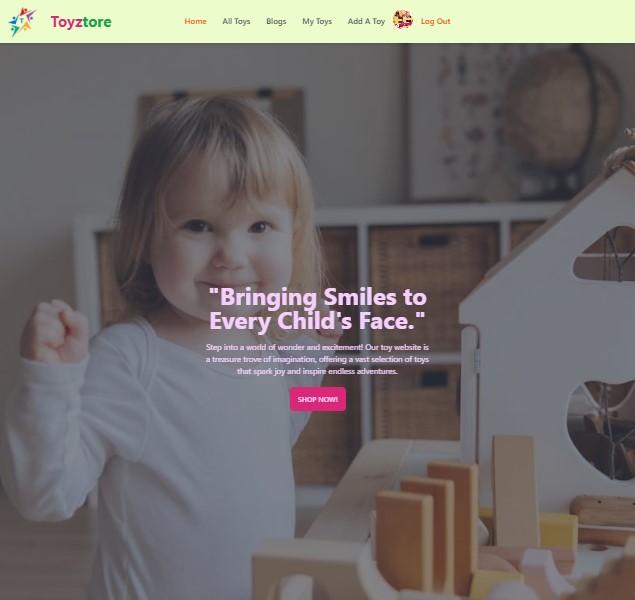 Toyztore
Home All Toys Blogs My Toys Add A Toy Log Out
"Bringing Smiles to
Every Child's Face."
Step into a world of wonder and excitement! Our toy website is
a treasure trove of imagination, offering a vast selection of toys
that spark joy and inspire endless adventures.
SHOP NOW!